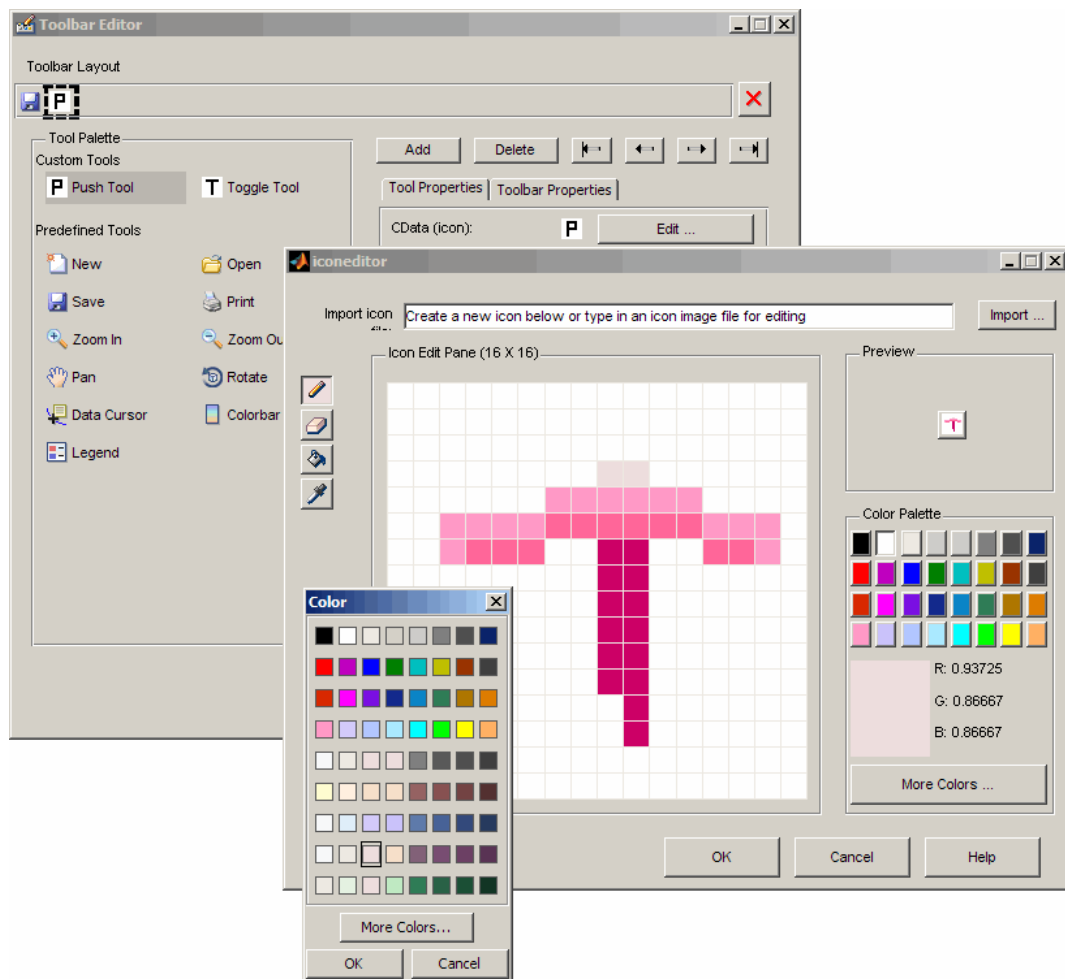 Toolbar Editor
Toolbar Layout
P
Tool Palette
Custom Tools
P Push Tool
T Toggle Tool
Predefined Tools
New
Open
Save
Print
Zoom In
Zoom Ou
Pan
Rotate
Data Cursor
Colorbar
Legend
Add
Delete
Tool Properties
Toolbar Properties
CData (icon):
P
Edit ...
iconeditor
Import icon
Create a new icon below or type in an icon image file for editing
Import ...
Icon Edit Pane (16 X 16)
Preview
Color Palette
R: 0.93725
G: 0.86667
B: 0.86667
More Colors ...
OK
Cancel
Help
Color
More Colors...
OK
Cancel